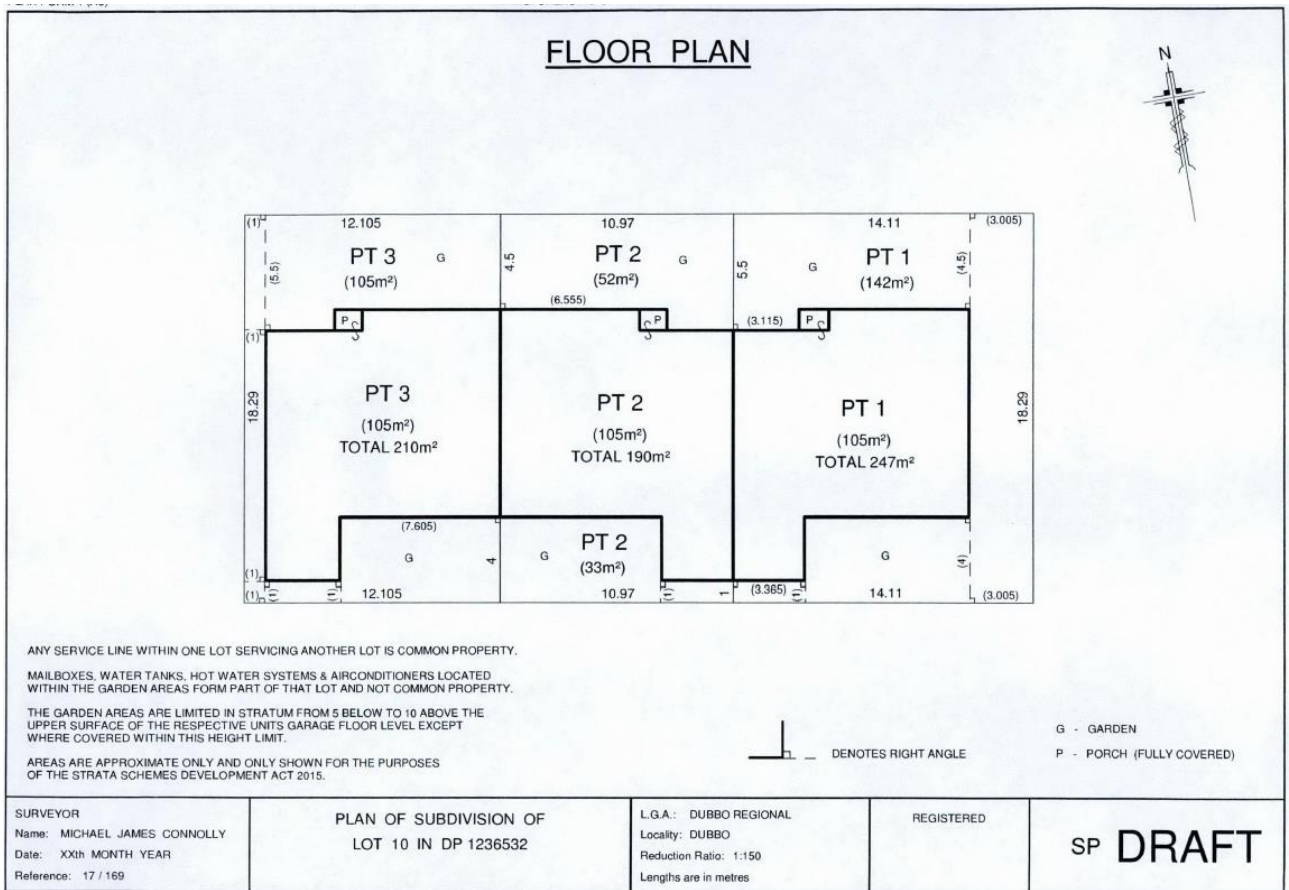 FLOOR PLAN
N
(1) 12.105 10.97 14.11 (3.005)
PT 3 G PT 2 G G PT 1
(105m²) (52m²) (142m²)
(5.5) 4.5 5.5 (4.5)
(6.555) (3.115)
P P P
(1)
18.29 18.29
PT 3 PT 2 PT 1
(105m²) (105m²) (105m²)
TOTAL 210m² TOTAL 190m² TOTAL 247m²
(7.605)
G 4 G PT 2 G (4)
(33m²)
(1)
(1) (1) (1) 12.105 10.97 (1) 1 (3.365) (1) 14.11 (3.005)
ANY SERVICE LINE WITHIN ONE LOT SERVICING ANOTHER LOT IS COMMON PROPERTY.
MAILBOXES, WATER TANKS, HOT WATER SYSTEMS & AIRCONDITIONERS LOCATED
WITHIN THE GARDEN AREAS FORM PART OF THAT LOT AND NOT COMMON PROPERTY.
THE GARDEN AREAS ARE LIMITED IN STRATUM FROM 5 BELOW TO 10 ABOVE THE
UPPER SURFACE OF THE RESPECTIVE UNITS GARAGE FLOOR LEVEL EXCEPT
WHERE COVERED WITHIN THIS HEIGHT LIMIT.
AREAS ARE APPROXIMATE ONLY AND ONLY SHOWN FOR THE PURPOSES
OF THE STRATA SCHEMES DEVELOPMENT ACT 2015.
DENOTES RIGHT ANGLE
G - GARDEN
P - PORCH (FULLY COVERED)
SURVEYOR
Name: MICHAEL JAMES CONNOLLY
Date: XXth MONTH YEAR
Reference: 17 / 169
PLAN OF SUBDIVISION OF
LOT 10 IN DP 1236532
L.G.A.: DUBBO REGIONAL
Locality: DUBBO
Reduction Ratio: 1:150
Lengths are in metres
REGISTERED
SP DRAFT